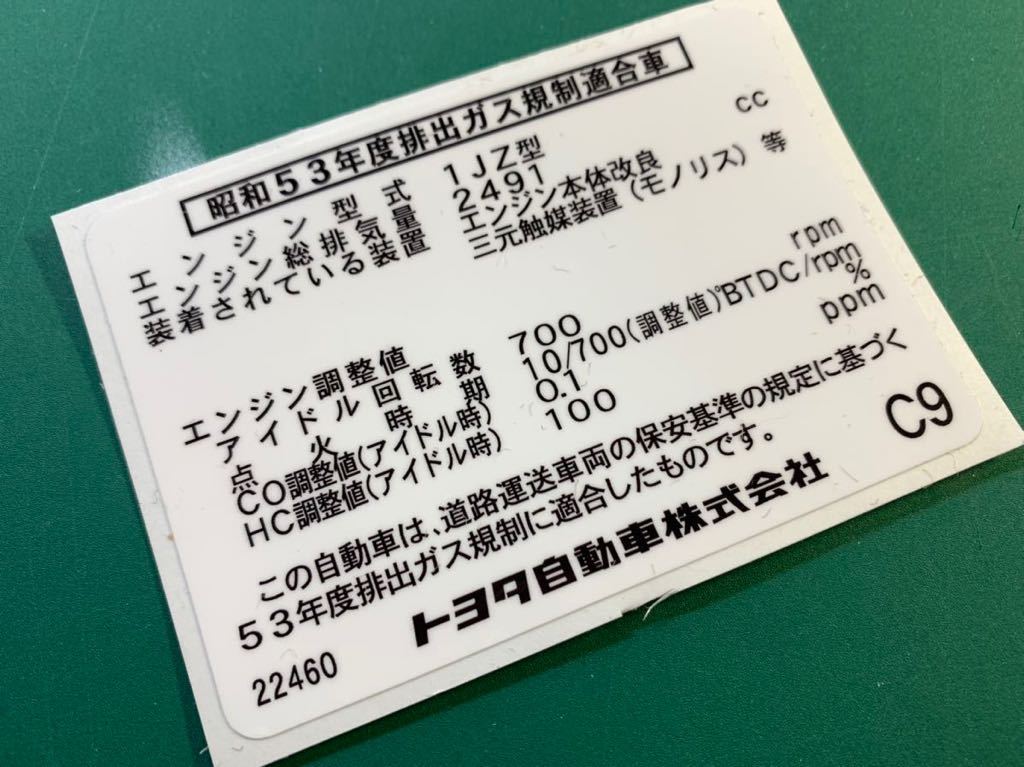 昭和53年度排出ガス規制適合車
エンジン型式 1JZ型
エンジン総排気量 2491 cc
装着されている装置 エンジン本体改良
三元触媒装置(モノリス)等
エンジン調整値
アイドル回転数 700 rpm
点火時期 10/700(調整値)°BTDC/rpm
CO調整値(アイドル時) 0.1 %
HC調整値(アイドル時) 100 ppm
この自動車は、道路運送車両の保安基準の規定に基づく
53年度排出ガス規制に適合したものです。
C9
トヨタ自動車株式会社
22460